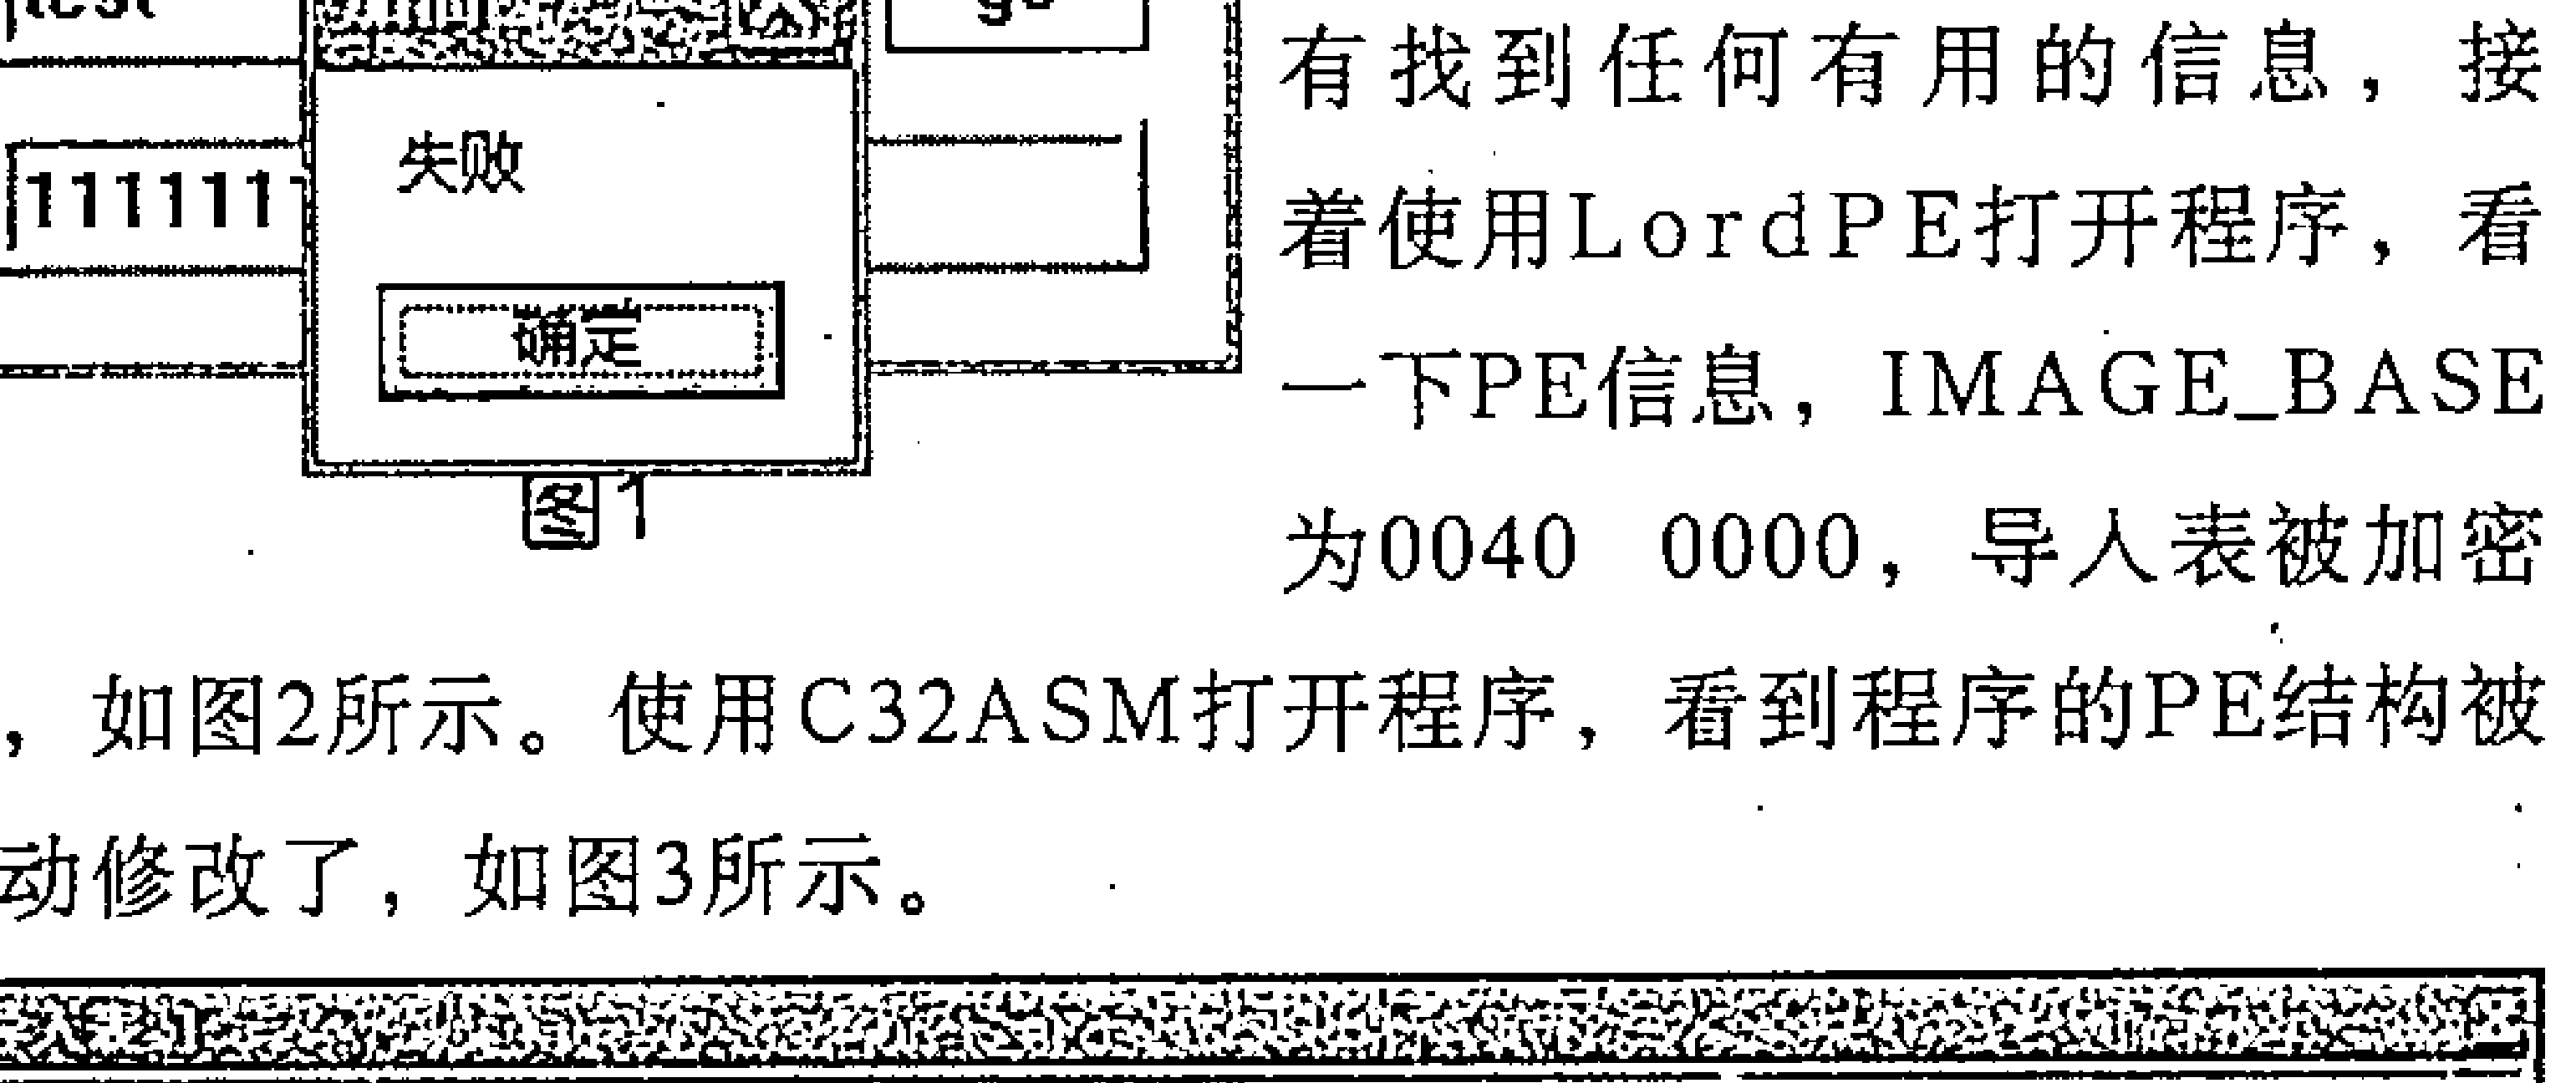 test
go
有找到任何有用的信息，接
失败
1111111
着使用LordPE打开程序，看
确定
一下PE信息，IMAGE_BASE
图1
为0040 0000，导入表被加密
，如图2所示。使用C32ASM打开程序，看到程序的PE结构被
动修改了，如图3所示。